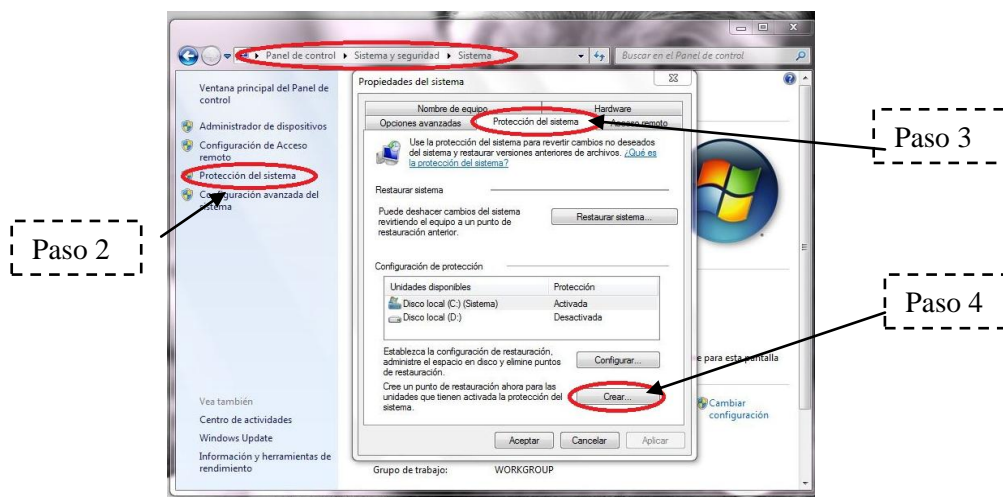 Panel de control ▸ Sistema y seguridad ▸ Sistema
Buscar en el Panel de control
Ventana principal del Panel de
control
Administrador de dispositivos
Configuración de Acceso
remoto
Protección del sistema
Configuración avanzada del
sistema
Vea también
Centro de actividades
Windows Update
Información y herramientas de
rendimiento
Propiedades del sistema
Nombre de equipo
Hardware
Opciones avanzadas
Protección del sistema
Acceso remoto
Use la protección del sistema para revertir cambios no deseados
del sistema y restaurar versiones anteriores de archivos. ¿Qué es
la protección del sistema?
Restaurar sistema
Puede deshacer cambios del sistema
revirtiendo el equipo a un punto de
restauración anterior.
Restaurar sistema...
Configuración de protección
Unidades disponibles
Protección
Disco local (C:) (Sistema)
Activada
Disco local (D:)
Desactivada
Establezca la configuración de restauración,
administre el espacio en disco y elimine puntos
de restauración.
Configurar...
Cree un punto de restauración ahora para las
unidades que tienen activada la protección del
sistema.
Crear...
Aceptar
Cancelar
Aplicar
e para esta pantalla
Cambiar
configuración
Grupo de trabajo:
WORKGROUP
Paso 2
Paso 3
Paso 4